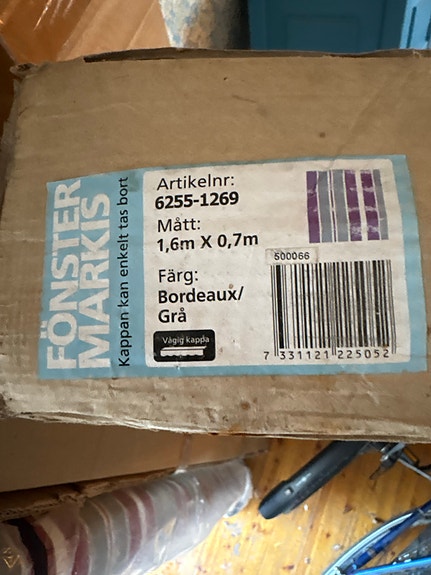 FÖNSTER
MARKIS
Kappan kan enkelt tas bort
Artikelnr:
6255-1269
Mått:
1,6m X 0,7m
Färg:
Bordeaux/
Grå
Vågig kappa
500066
7 331121 225052